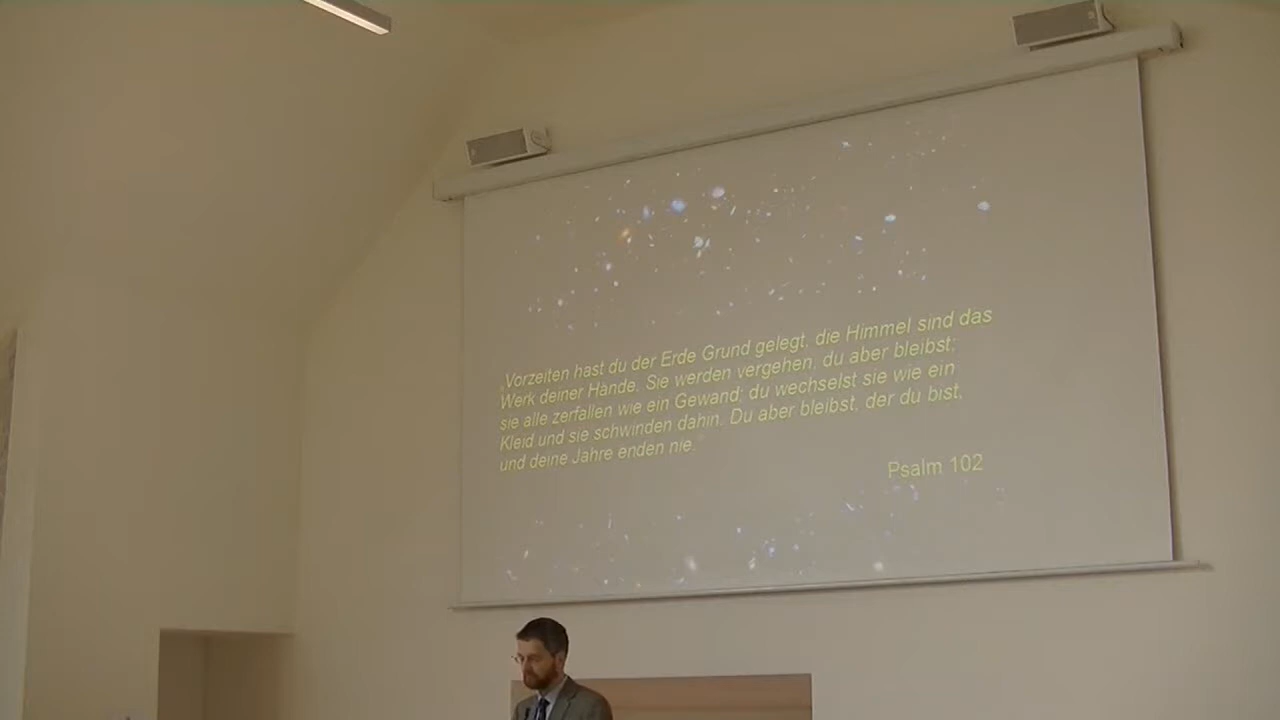 „Vorzeiten hast du der Erde Grund gelegt, die Himmel sind das
Werk deiner Hände. Sie werden vergehen, du aber bleibst;
sie alle zerfallen wie ein Gewand; du wechselst sie wie ein
Kleid und sie schwinden dahin. Du aber bleibst, der du bist,
und deine Jahre enden nie.
Psalm 102